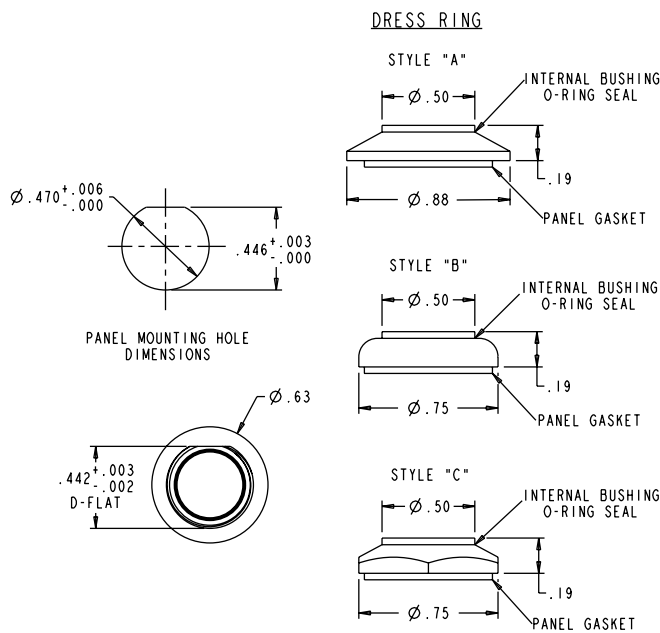 DRESS RING
STYLE "A"
INTERNAL BUSHING
O-RING SEAL
Ø.50
.19
Ø.88
PANEL GASKET
Ø.470 +.006
-.000
.446 +.003
-.000
PANEL MOUNTING HOLE
DIMENSIONS
STYLE "B"
INTERNAL BUSHING
O-RING SEAL
Ø.50
.19
Ø.75
PANEL GASKET
Ø.63
.442 +.003
-.002
D-FLAT
STYLE "C"
INTERNAL BUSHING
O-RING SEAL
Ø.50
.19
Ø.75
PANEL GASKET